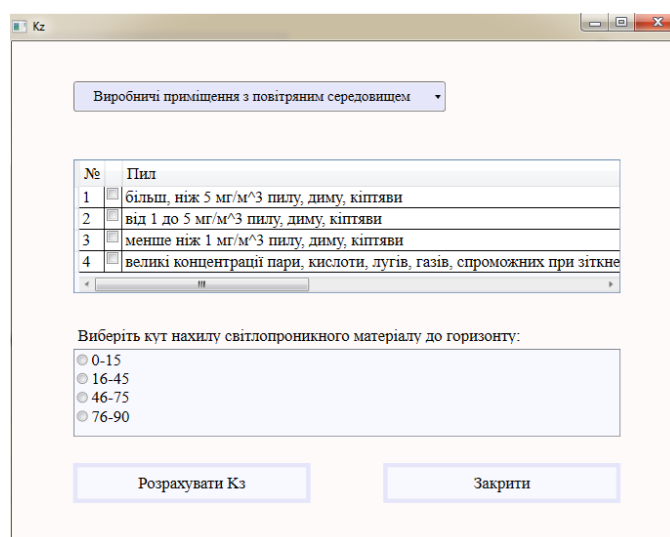 Kz
Виробничі приміщення з повітряним середовищем
№ Пил
1 більш, ніж 5 мг/м^3 пилу, диму, кіптяви
2 від 1 до 5 мг/м^3 пилу, диму, кіптяви
3 менше ніж 1 мг/м^3 пилу, диму, кіптяви
4 великі концентрації пари, кислоти, лугів, газів, спроможних при зіткне
Виберіть кут нахилу світлопроникного матеріалу до горизонту:
0-15
16-45
46-75
76-90
Розрахувати Кз Закрити